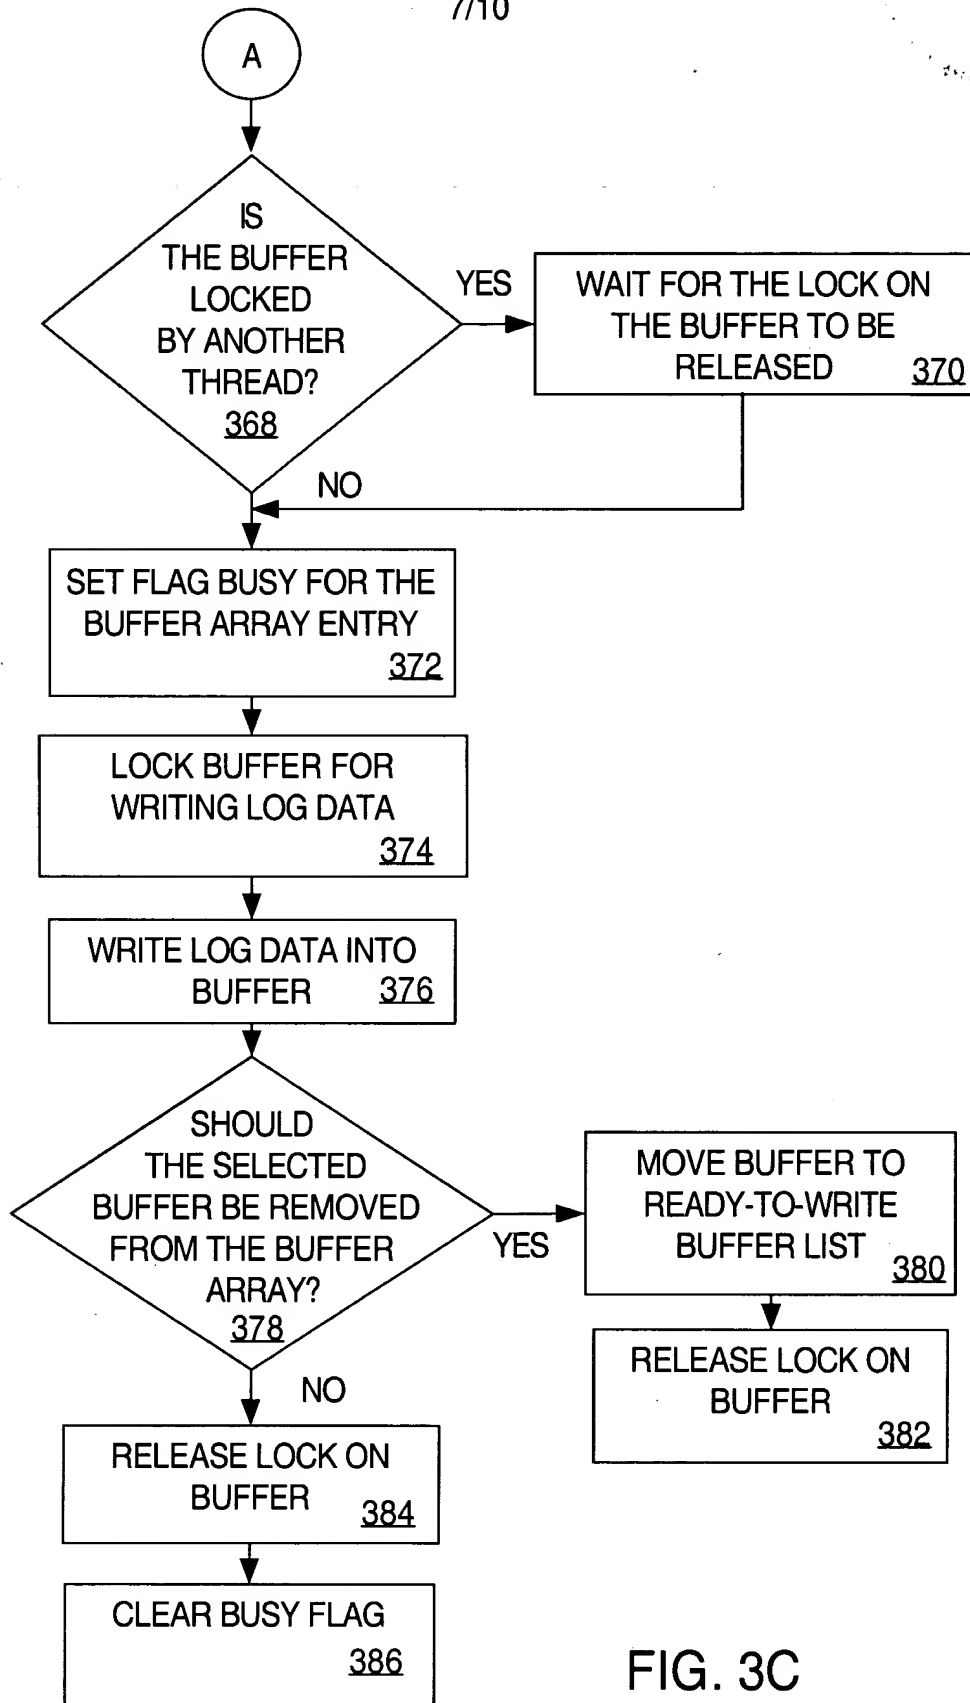 7/10
A
IS
THE BUFFER
LOCKED
BY ANOTHER
THREAD?
368
YES
WAIT FOR THE LOCK ON
THE BUFFER TO BE
RELEASED 370
NO
SET FLAG BUSY FOR THE
BUFFER ARRAY ENTRY
372
LOCK BUFFER FOR
WRITING LOG DATA
374
WRITE LOG DATA INTO
BUFFER 376
SHOULD
THE SELECTED
BUFFER BE REMOVED
FROM THE BUFFER
ARRAY?
378
YES
MOVE BUFFER TO
READY-TO-WRITE
BUFFER LIST
380
RELEASE LOCK ON
BUFFER
382
NO
RELEASE LOCK ON
BUFFER
384
CLEAR BUSY FLAG
386
FIG. 3C